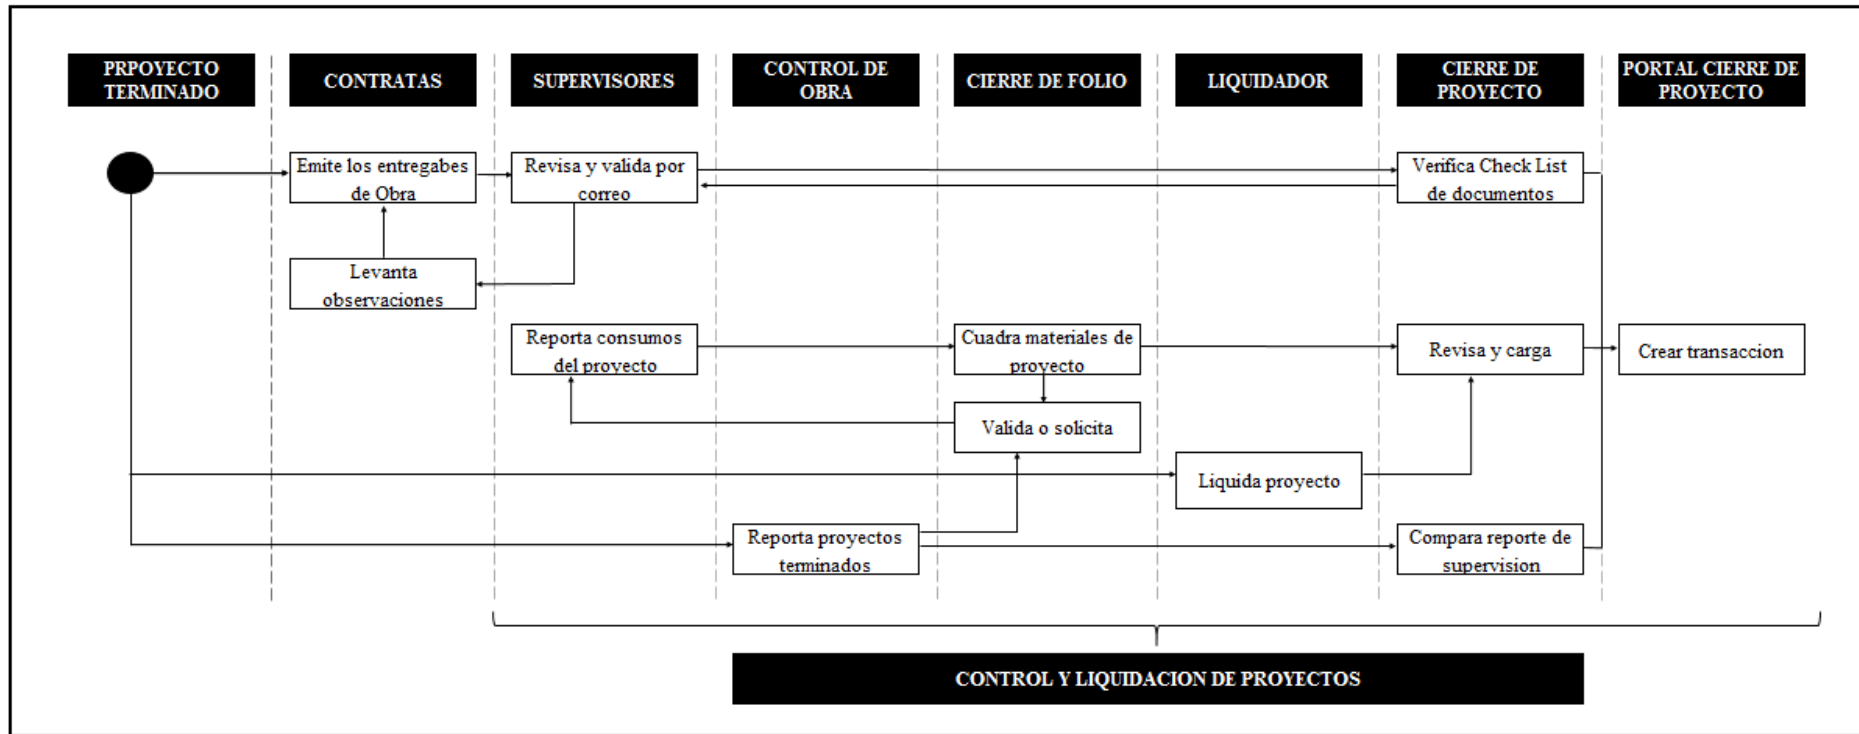 PRPOYECTO
TERMINADO
CONTRATAS
SUPERVISORES
CONTROL DE
OBRA
CIERRE DE FOLIO
LIQUIDADOR
CIERRE DE
PROYECTO
PORTAL CIERRE DE
PROYECTO
Emite los entregabes
de Obra
Revisa y valida por
correo
Verifica Check List
de documentos
Levanta
observaciones
Reporta consumos
del proyecto
Cuadra materiales de
proyecto
Revisa y carga
Crear transaccion
Valida o solicita
Liquida proyecto
Reporta proyectos
terminados
Compara reporte de
supervision
CONTROL Y LIQUIDACION DE PROYECTOS